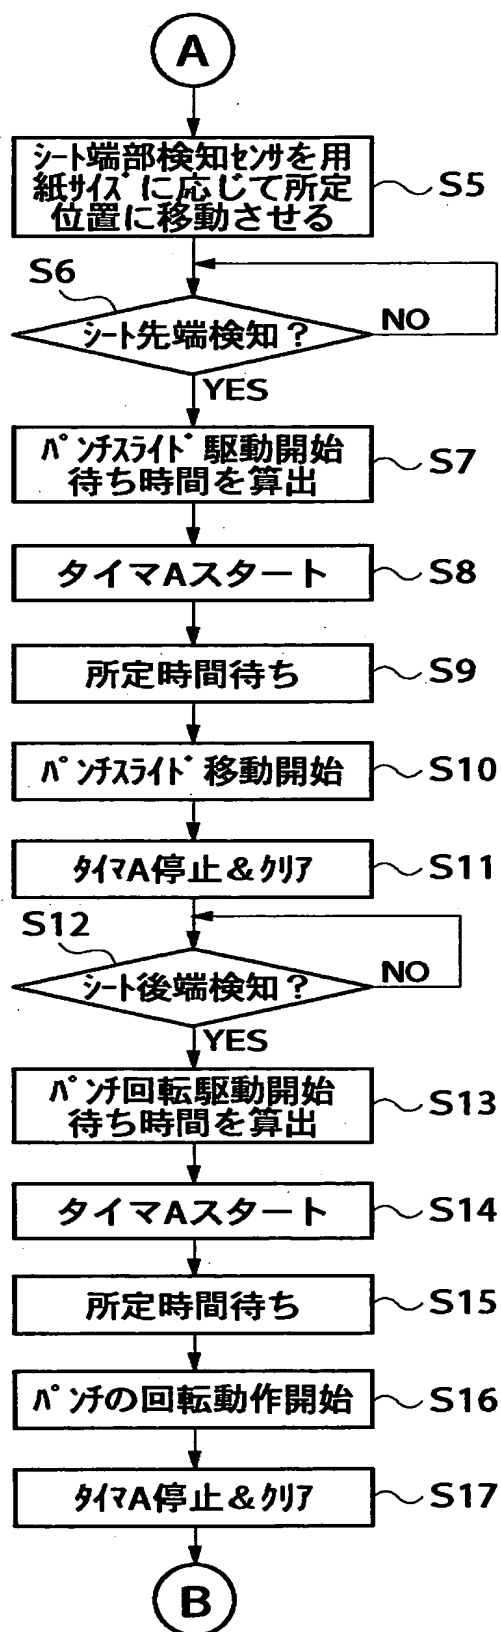 A
ｼｰﾄ端部検知ｾﾝｻを用
紙ｻｲｽﾞに応じて所定
位置に移動させる
S5
S6
ｼｰﾄ先端検知？
NO
YES
ﾊﾟﾝﾁｽﾗｲﾄﾞ駆動開始
待ち時間を算出
S7
タイマAスタート
S8
所定時間待ち
S9
ﾊﾟﾝﾁｽﾗｲﾄﾞ移動開始
S10
ﾀｲﾏA停止＆ｸﾘｱ
S11
S12
ｼｰﾄ後端検知？
NO
YES
ﾊﾟﾝﾁ回転駆動開始
待ち時間を算出
S13
タイマAスタート
S14
所定時間待ち
S15
ﾊﾟﾝﾁの回転動作開始
S16
ﾀｲﾏA停止＆ｸﾘｱ
S17
B